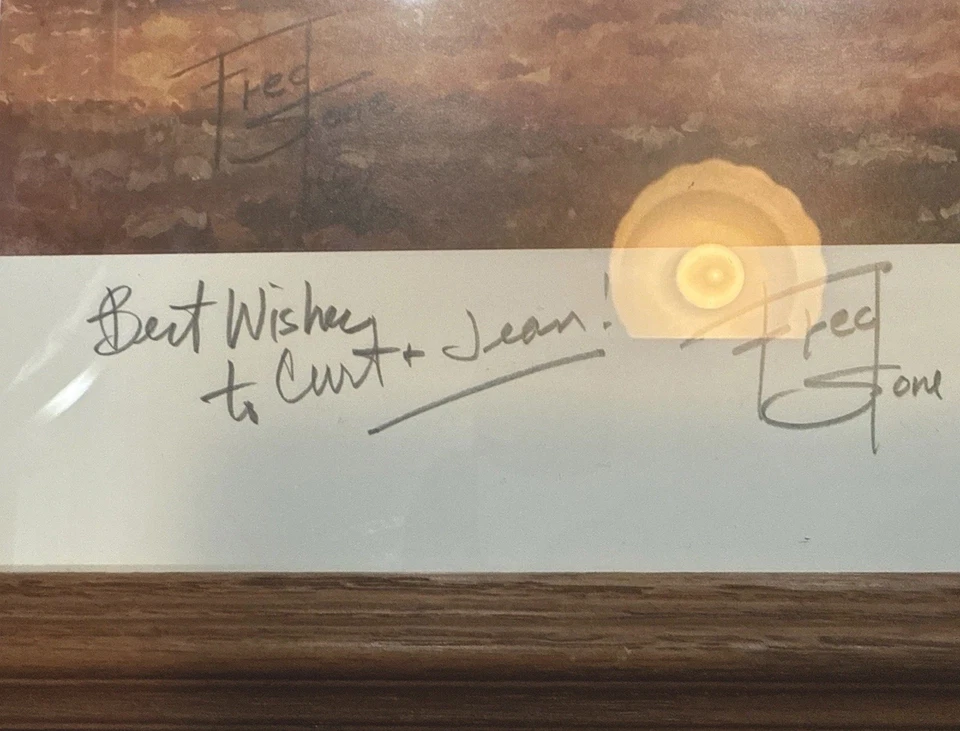 Fred
Stone
Best Wishes
to Curt + Jean!
Fred
Stone